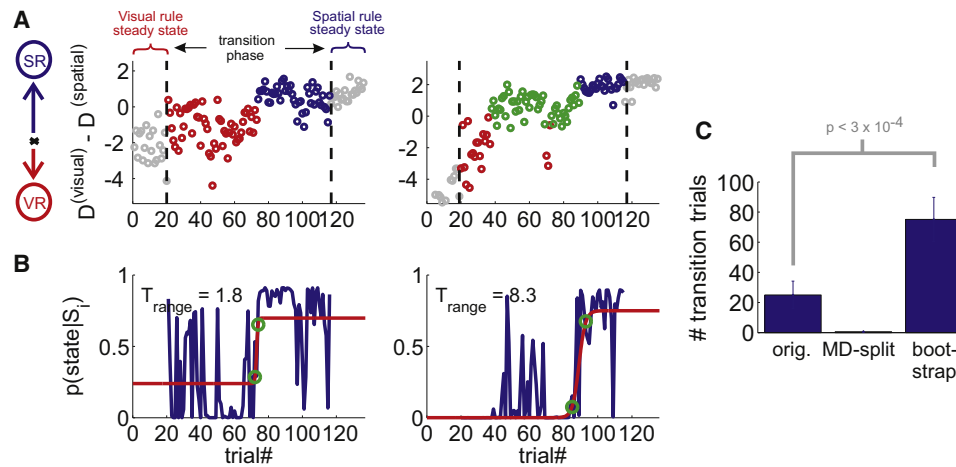 A
Visual rule
steady state
transition
phase
Spatial rule
steady state
SR
VR
D(visual) - D(spatial)
2
0
-2
-4
0 20 40 60 80 100 120
2
0
-2
-4
0 20 40 60 80 100 120
B
p(state|Si)
1
0.5
0
Trange = 1.8
0 20 40 60 80 100 120
trial#
1
0.5
0
Trange = 8.3
0 20 40 60 80 100 120
trial#
C
p < 3 x 10-4
# transition trials
100
80
60
40
20
0
orig. MD-split boot-
strap